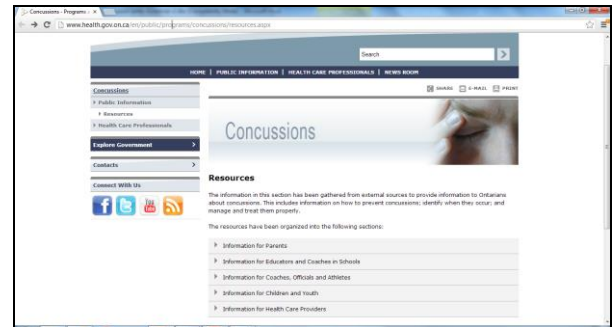 Concussions - Programs -
www.health.gov.on.ca/en/public/programs/concussions/resources.aspx
Search
HOME | PUBLIC INFORMATION | HEALTH CARE PROFESSIONALS | NEWS ROOM
SHARE E-MAIL PRINT
Concussions
Public Information
Resources
Health Care Professionals
Explore Government
Contacts
Connect With Us
You
Concussions
Resources
The information in this section has been gathered from external sources to provide information to Ontarians
about concussions. This includes information on how to prevent concussions; identify when they occur; and
manage and treat them properly.
The resources have been organized into the following sections:
Information for Parents
Information for Educators and Coaches in Schools
Information for Coaches, Officials and Athletes
Information for Children and Youth
Information for Health Care Providers